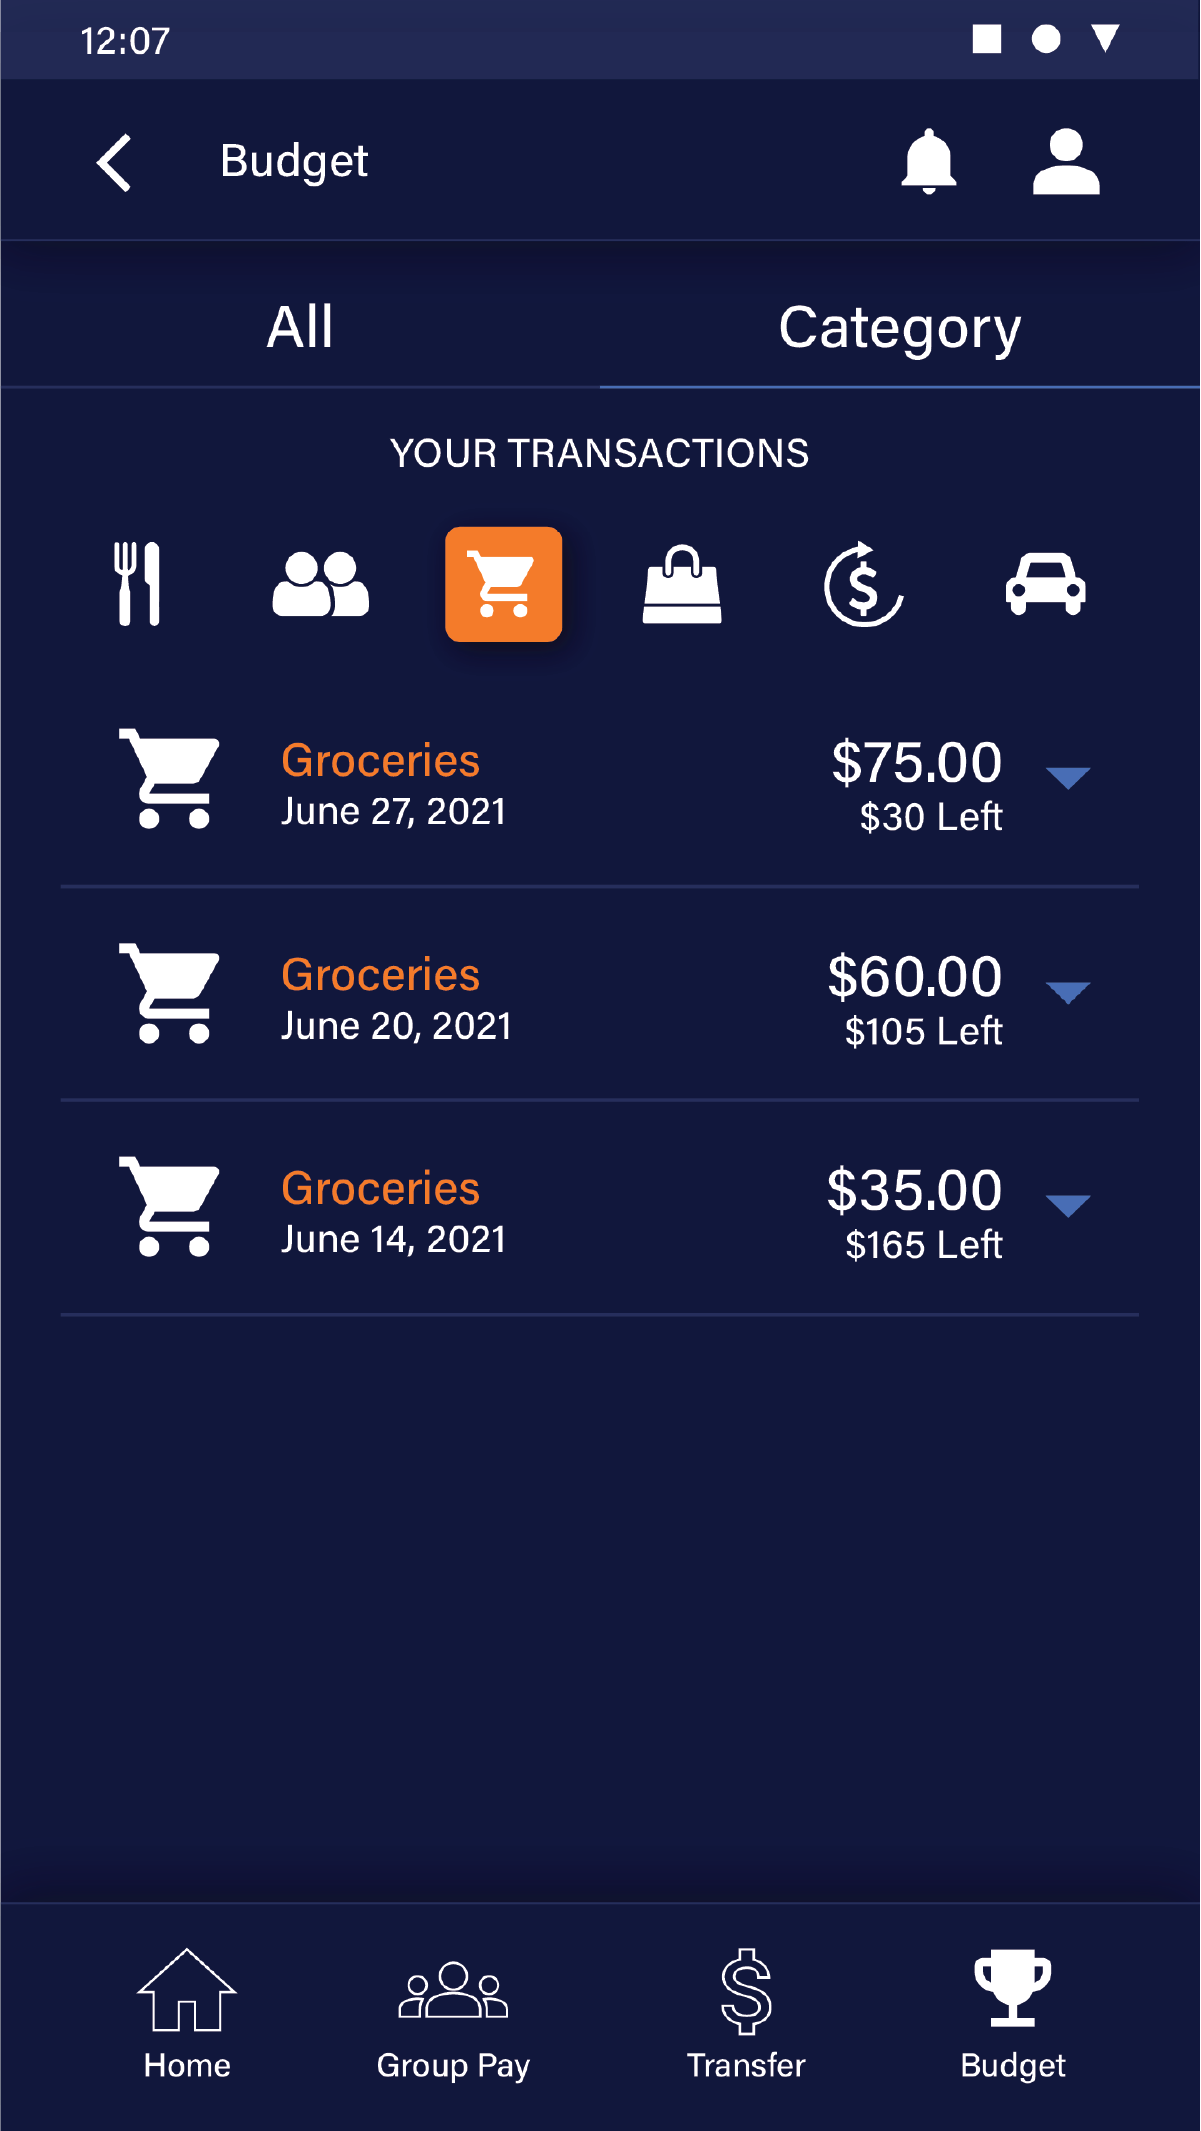 12:07
Budget
All
Category
YOUR TRANSACTIONS
Groceries
$75.00
June 27, 2021
$30 Left
Groceries
$60.00
June 20, 2021
$105 Left
Groceries
$35.00
June 14, 2021
$165 Left
Home
Group Pay
Transfer
Budget